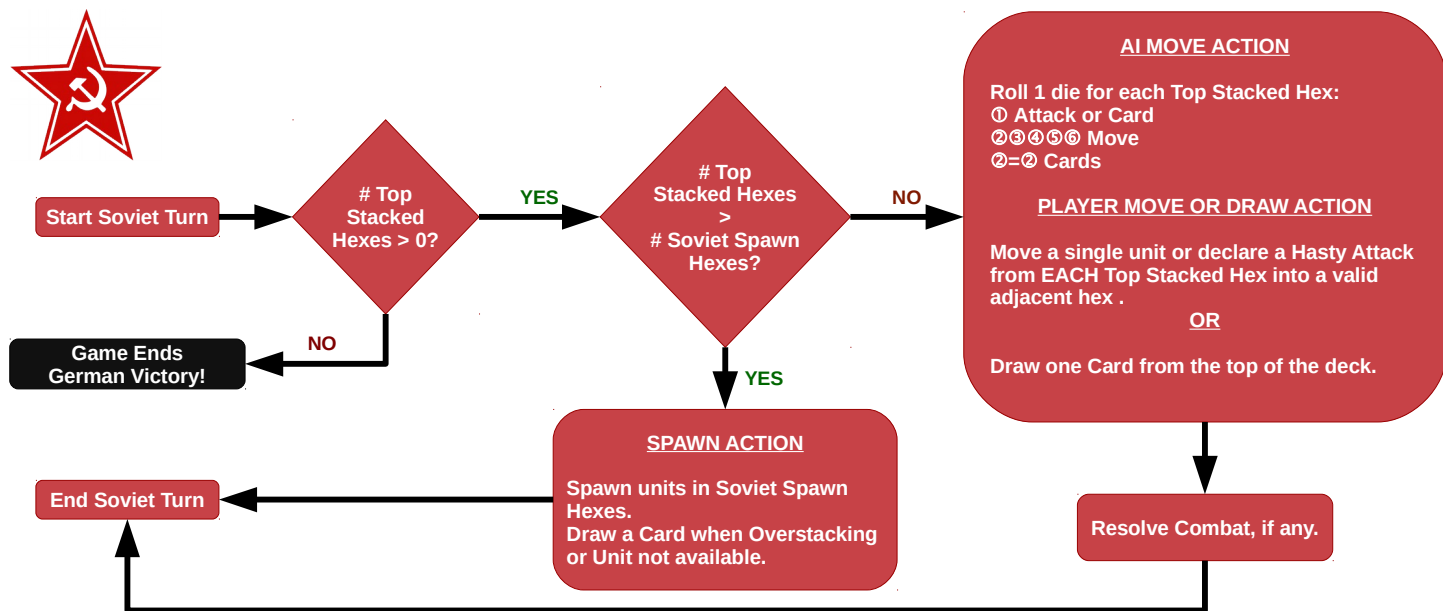 Start Soviet Turn
# Top
Stacked
Hexes > 0?
YES
NO
Game Ends
German Victory!
# Top
Stacked Hexes
>
# Soviet Spawn
Hexes?
NO
YES
AI MOVE ACTION
Roll 1 die for each Top Stacked Hex:
① Attack or Card
②③④⑤⑥ Move
②=② Cards
PLAYER MOVE OR DRAW ACTION
Move a single unit or declare a Hasty Attack
from EACH Top Stacked Hex into a valid
adjacent hex .
OR
Draw one Card from the top of the deck.
SPAWN ACTION
Spawn units in Soviet Spawn
Hexes.
Draw a Card when Overstacking
or Unit not available.
Resolve Combat, if any.
End Soviet Turn